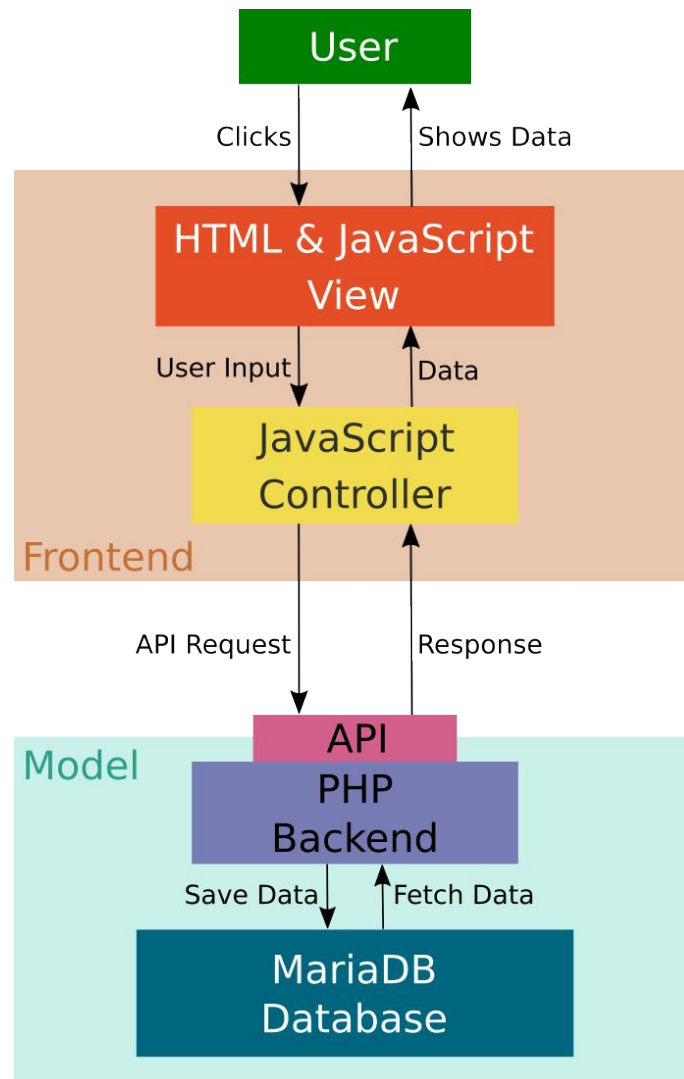 User
Clicks
Shows Data
HTML & JavaScript
View
User Input
Data
JavaScript
Controller
Frontend
API Request
Response
API
Model
PHP
Backend
Save Data
Fetch Data
MariaDB
Database